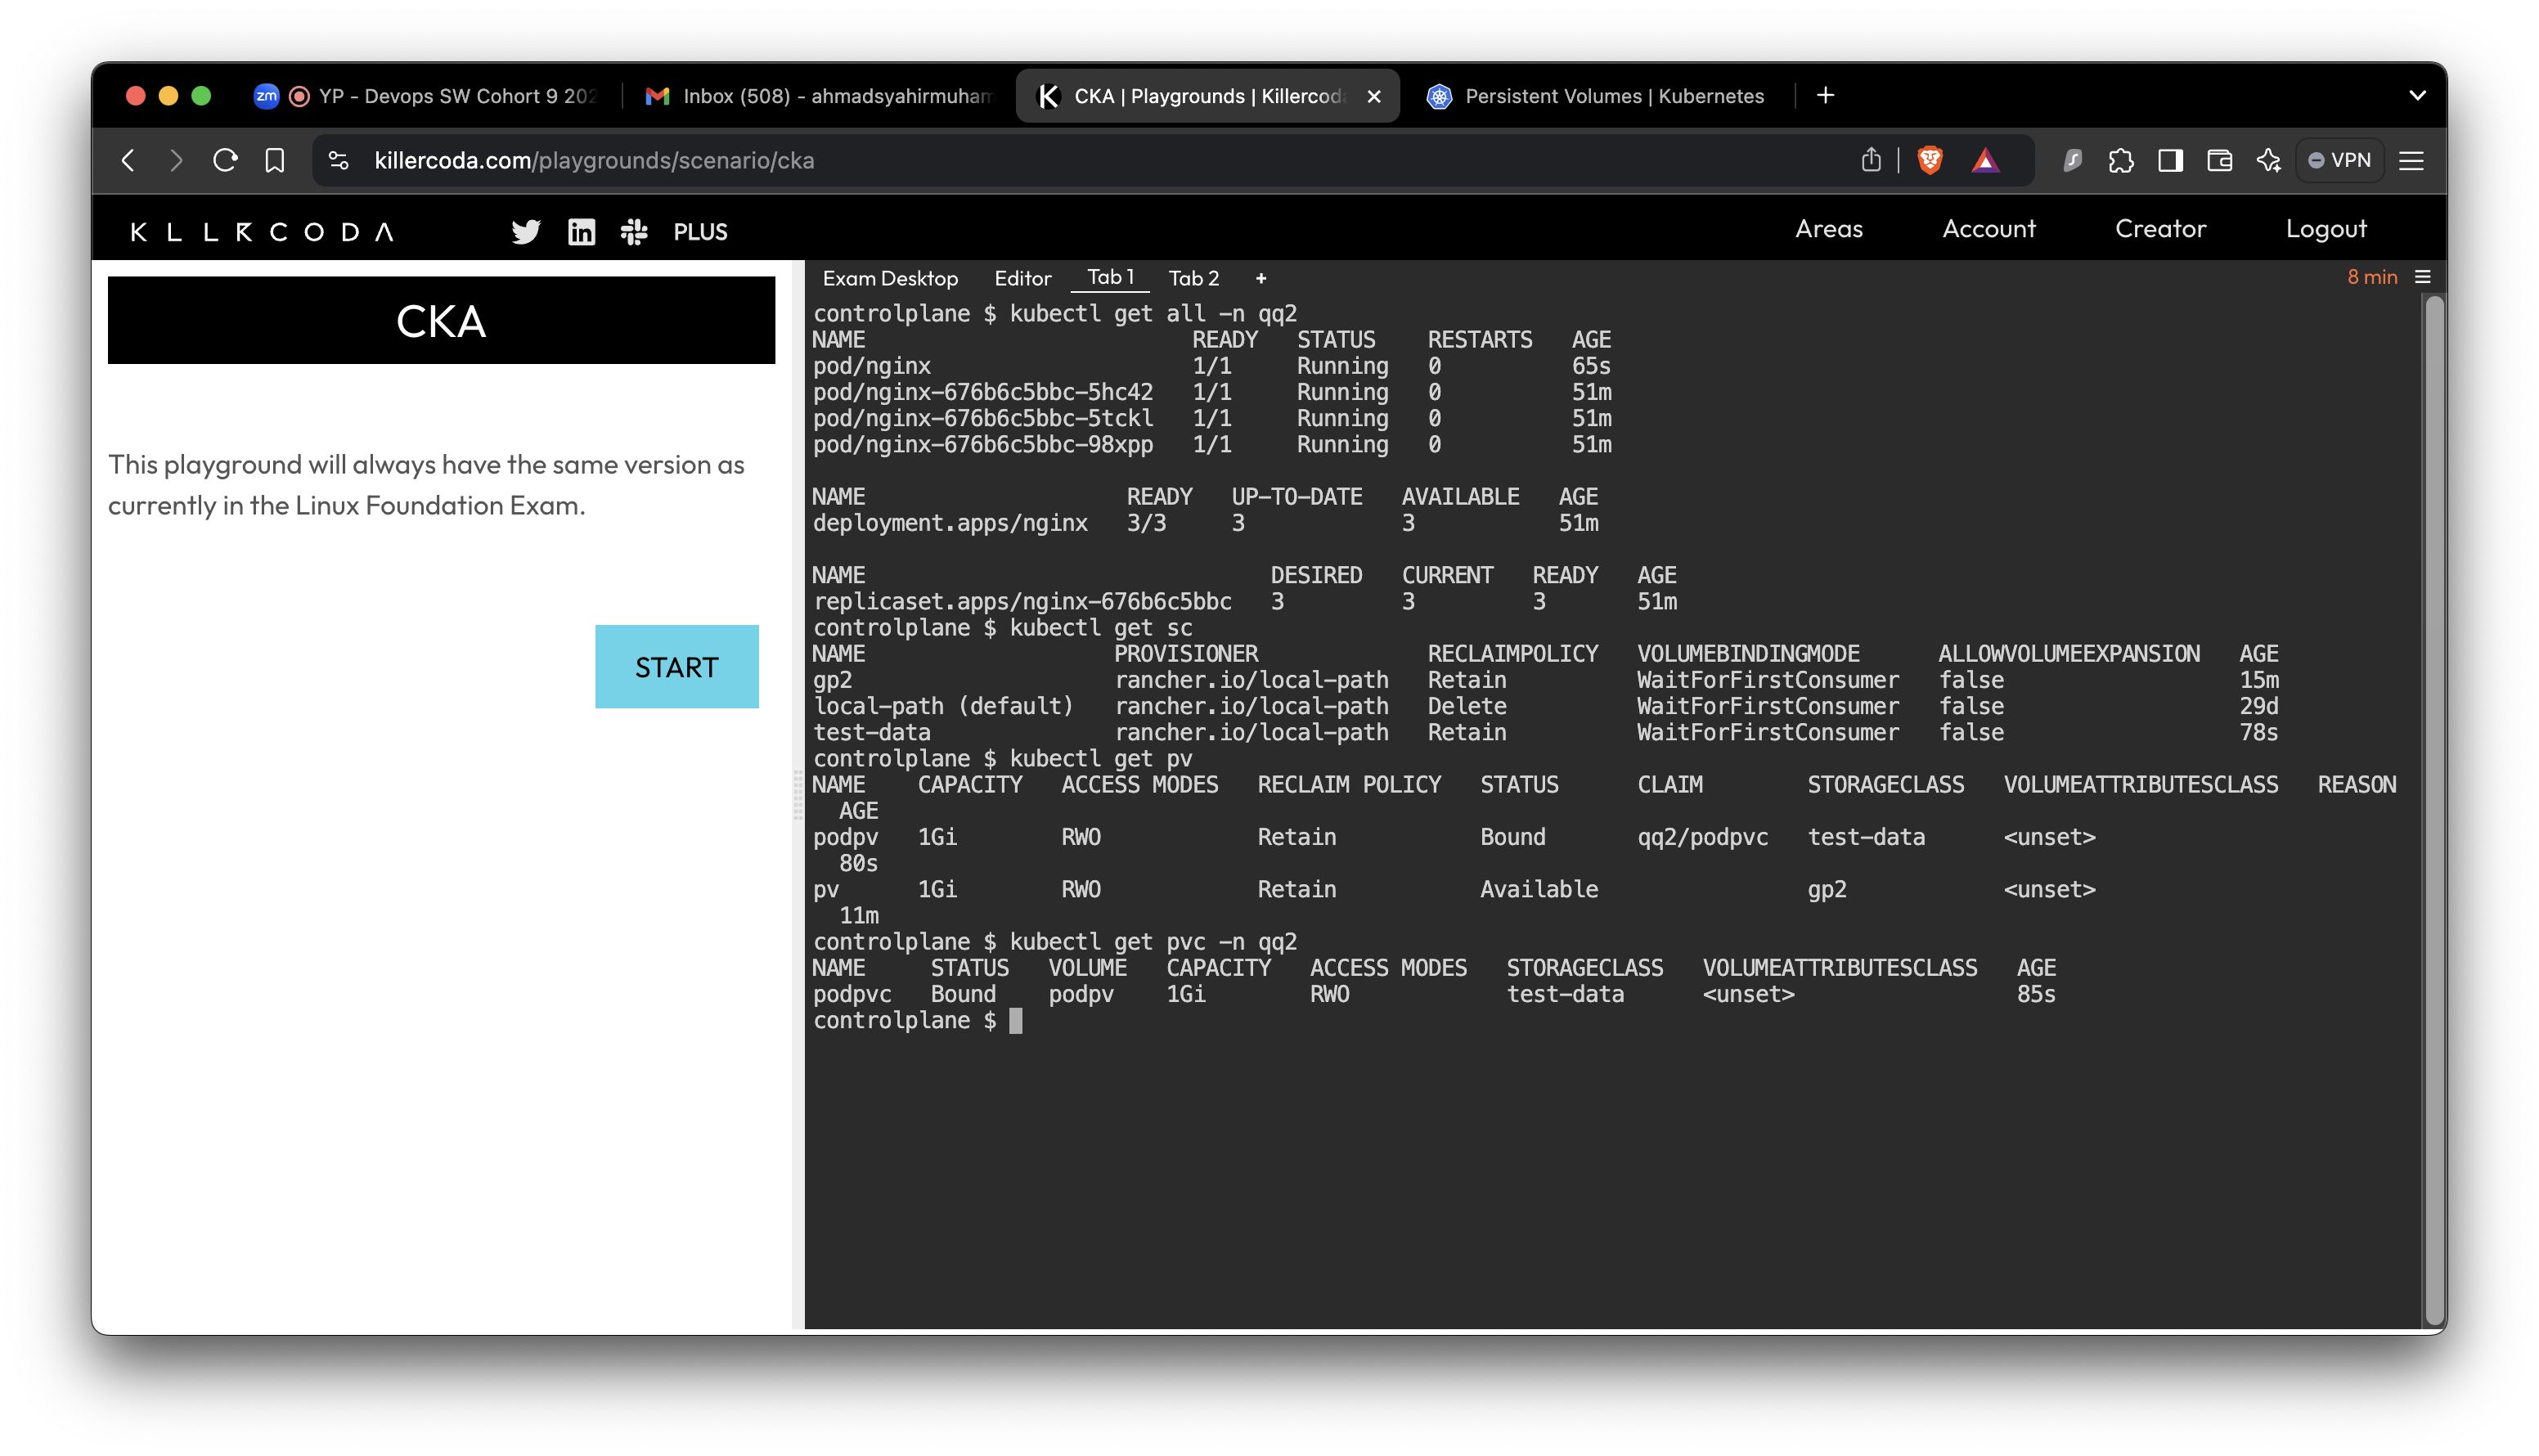 YP - Devops SW Cohort 9 202
Inbox (508) - ahmadsyahirmuham
CKA | Playgrounds | Killercoda
Persistent Volumes | Kubernetes
killercoda.com/playgrounds/scenario/cka
VPN
KLLRCODA
PLUS
Areas Account Creator Logout
CKA
This playground will always have the same version as
currently in the Linux Foundation Exam.
START
Exam Desktop Editor Tab 1 Tab 2 +
8 min
controlplane $ kubectl get all -n qq2
NAME READY STATUS RESTARTS AGE
pod/nginx 1/1 Running 0 65s
pod/nginx-676b6c5bbc-5hc42 1/1 Running 0 51m
pod/nginx-676b6c5bbc-5tckl 1/1 Running 0 51m
pod/nginx-676b6c5bbc-98xpp 1/1 Running 0 51m
NAME READY UP-TO-DATE AVAILABLE AGE
deployment.apps/nginx 3/3 3 3 51m
NAME DESIRED CURRENT READY AGE
replicaset.apps/nginx-676b6c5bbc 3 3 3 51m
controlplane $ kubectl get sc
NAME PROVISIONER RECLAIMPOLICY VOLUMEBINDINGMODE ALLOWVOLUMEEXPANSION AGE
gp2 rancher.io/local-path Retain WaitForFirstConsumer false 15m
local-path (default) rancher.io/local-path Delete WaitForFirstConsumer false 29d
test-data rancher.io/local-path Retain WaitForFirstConsumer false 78s
controlplane $ kubectl get pv
NAME CAPACITY ACCESS MODES RECLAIM POLICY STATUS CLAIM STORAGECLASS VOLUMEATTRIBUTESCLASS REASON
AGE
podpv 1Gi RWO Retain Bound qq2/podpvc test-data <unset>
80s
pv 1Gi RWO Retain Available gp2 <unset>
11m
controlplane $ kubectl get pvc -n qq2
NAME STATUS VOLUME CAPACITY ACCESS MODES STORAGECLASS VOLUMEATTRIBUTESCLASS AGE
podpvc Bound podpv 1Gi RWO test-data <unset> 85s
controlplane $